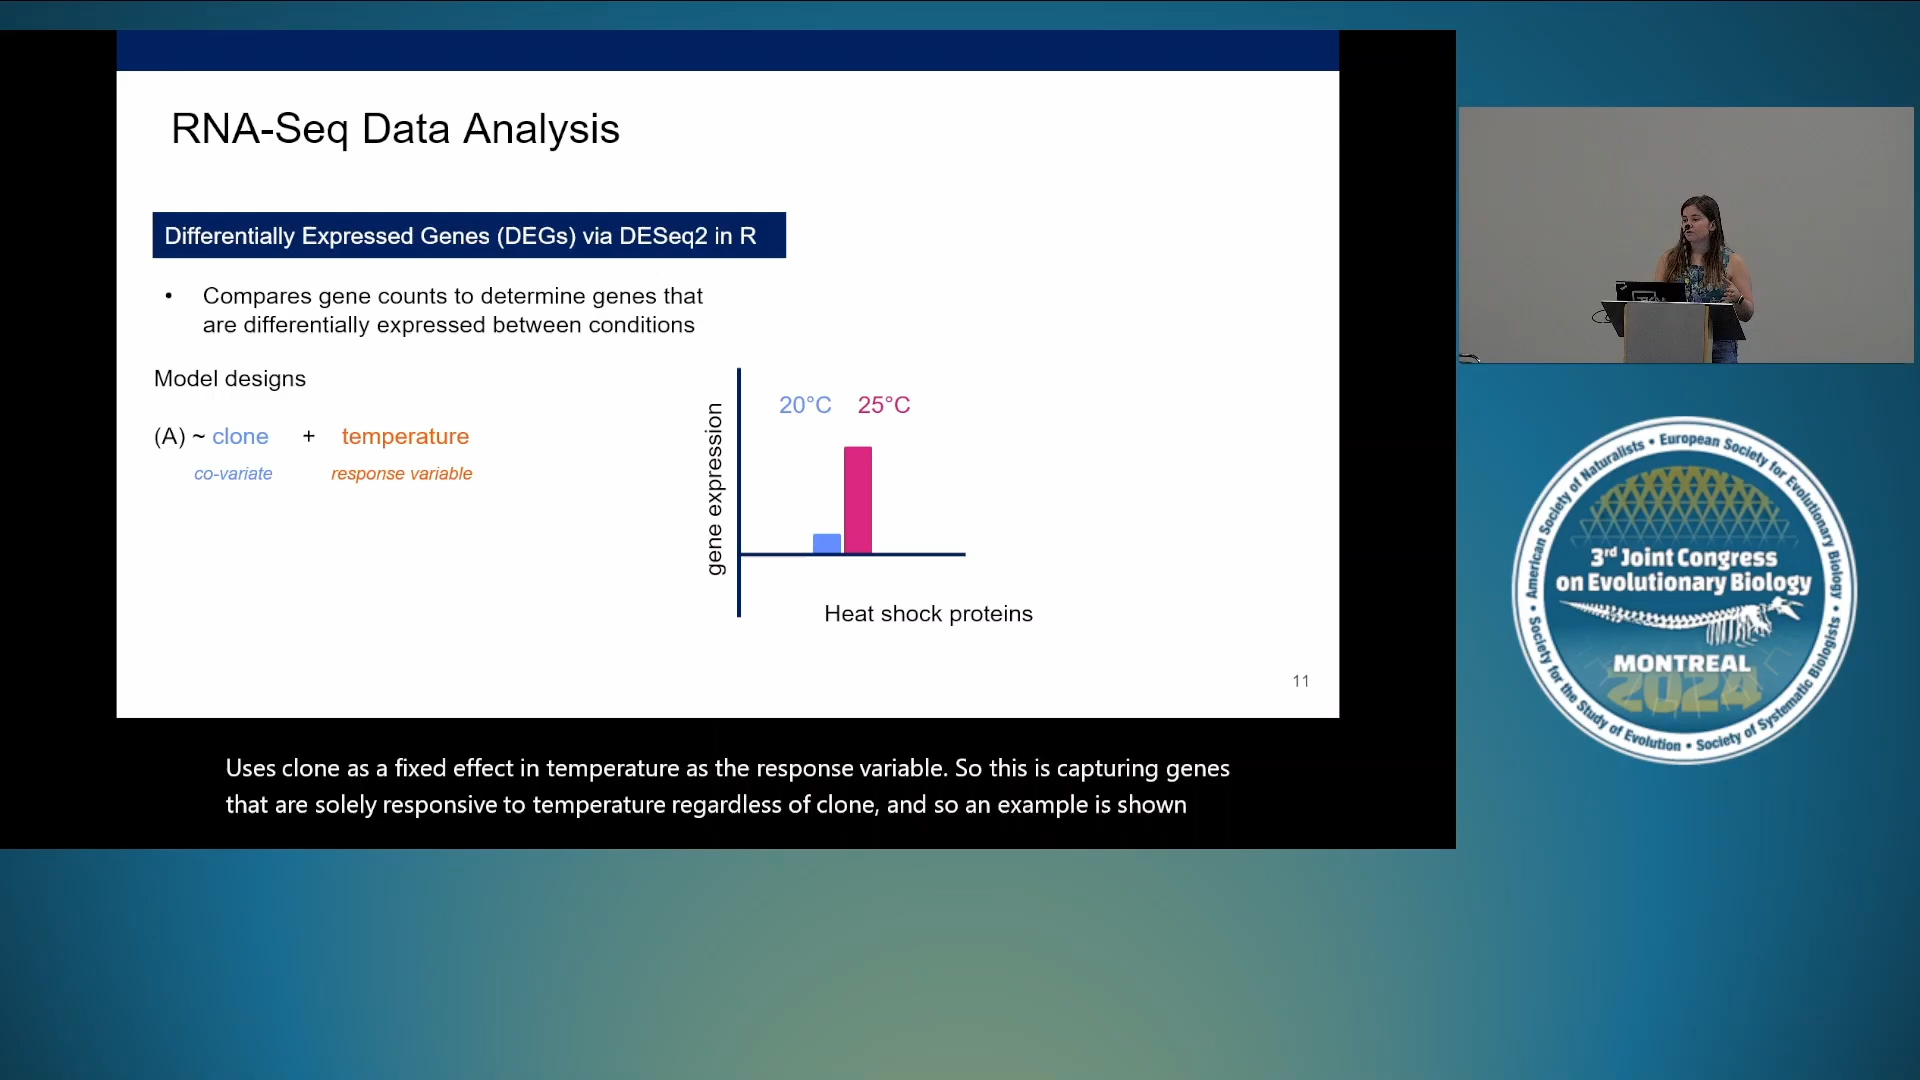 RNA-Seq Data Analysis
Differentially Expressed Genes (DEGs) via DESeq2 in R
• Compares gene counts to determine genes that
are differentially expressed between conditions
Model designs
(A) ~ clone + temperature
co-variate response variable
20°C 25°C
gene expression
Heat shock proteins
11
Uses clone as a fixed effect in temperature as the response variable. So this is capturing genes
that are solely responsive to temperature regardless of clone, and so an example is shown
American Society of Naturalists • European Society for Evolutionary Biology •
3rd Joint Congress
on Evolutionary Biology
MONTREAL
2024
Society for the Study of Evolution • Society of Systematic Biologists •